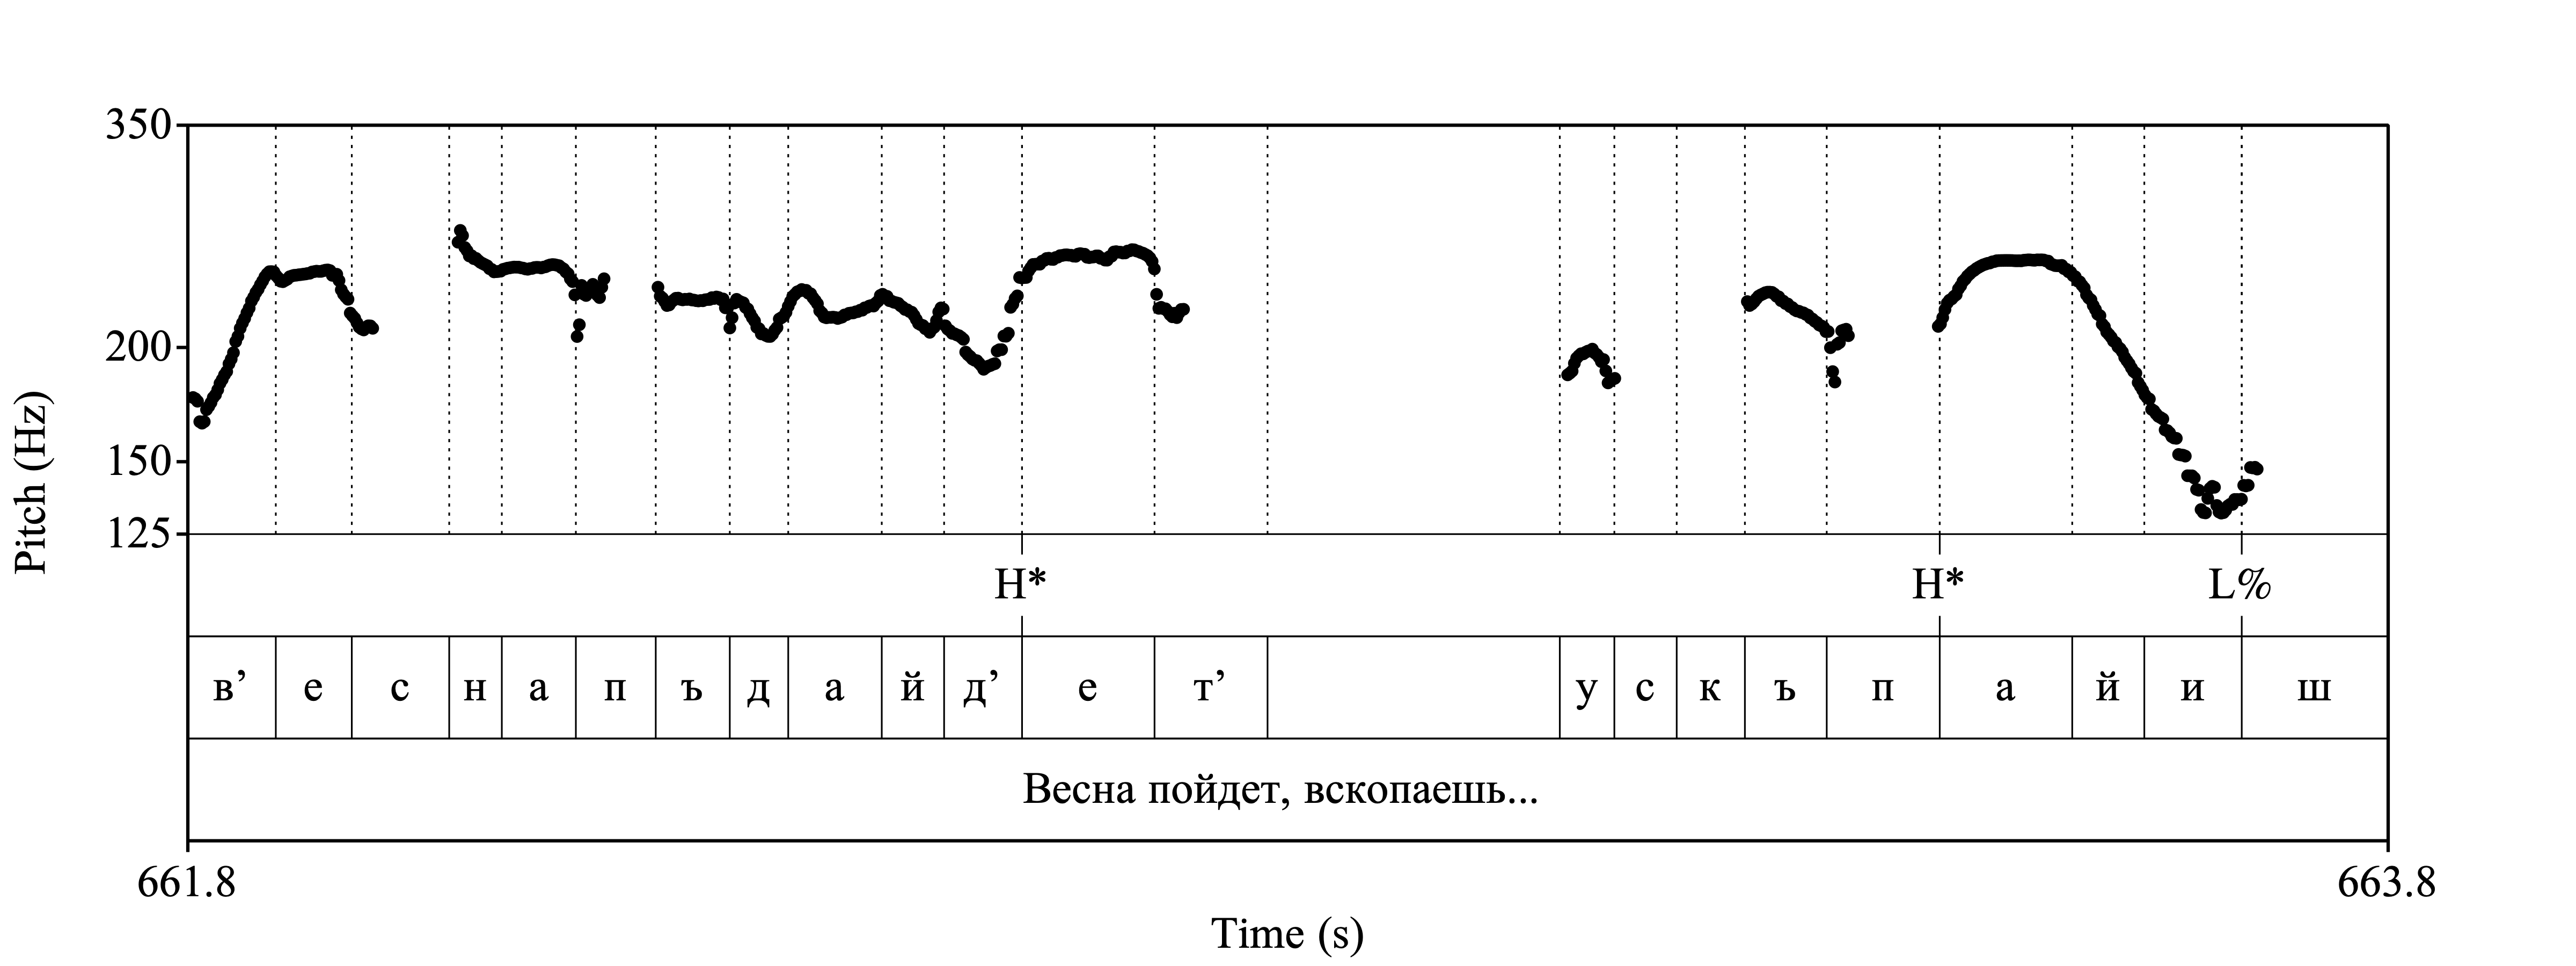 350
200
150
125
Pitch (Hz)
H* H* L%
в’ е с н а п ъ д а й д’ е т’ у с к ъ п а й и ш
Весна пойдет, вскопаешь...
661.8 663.8
Time (s)